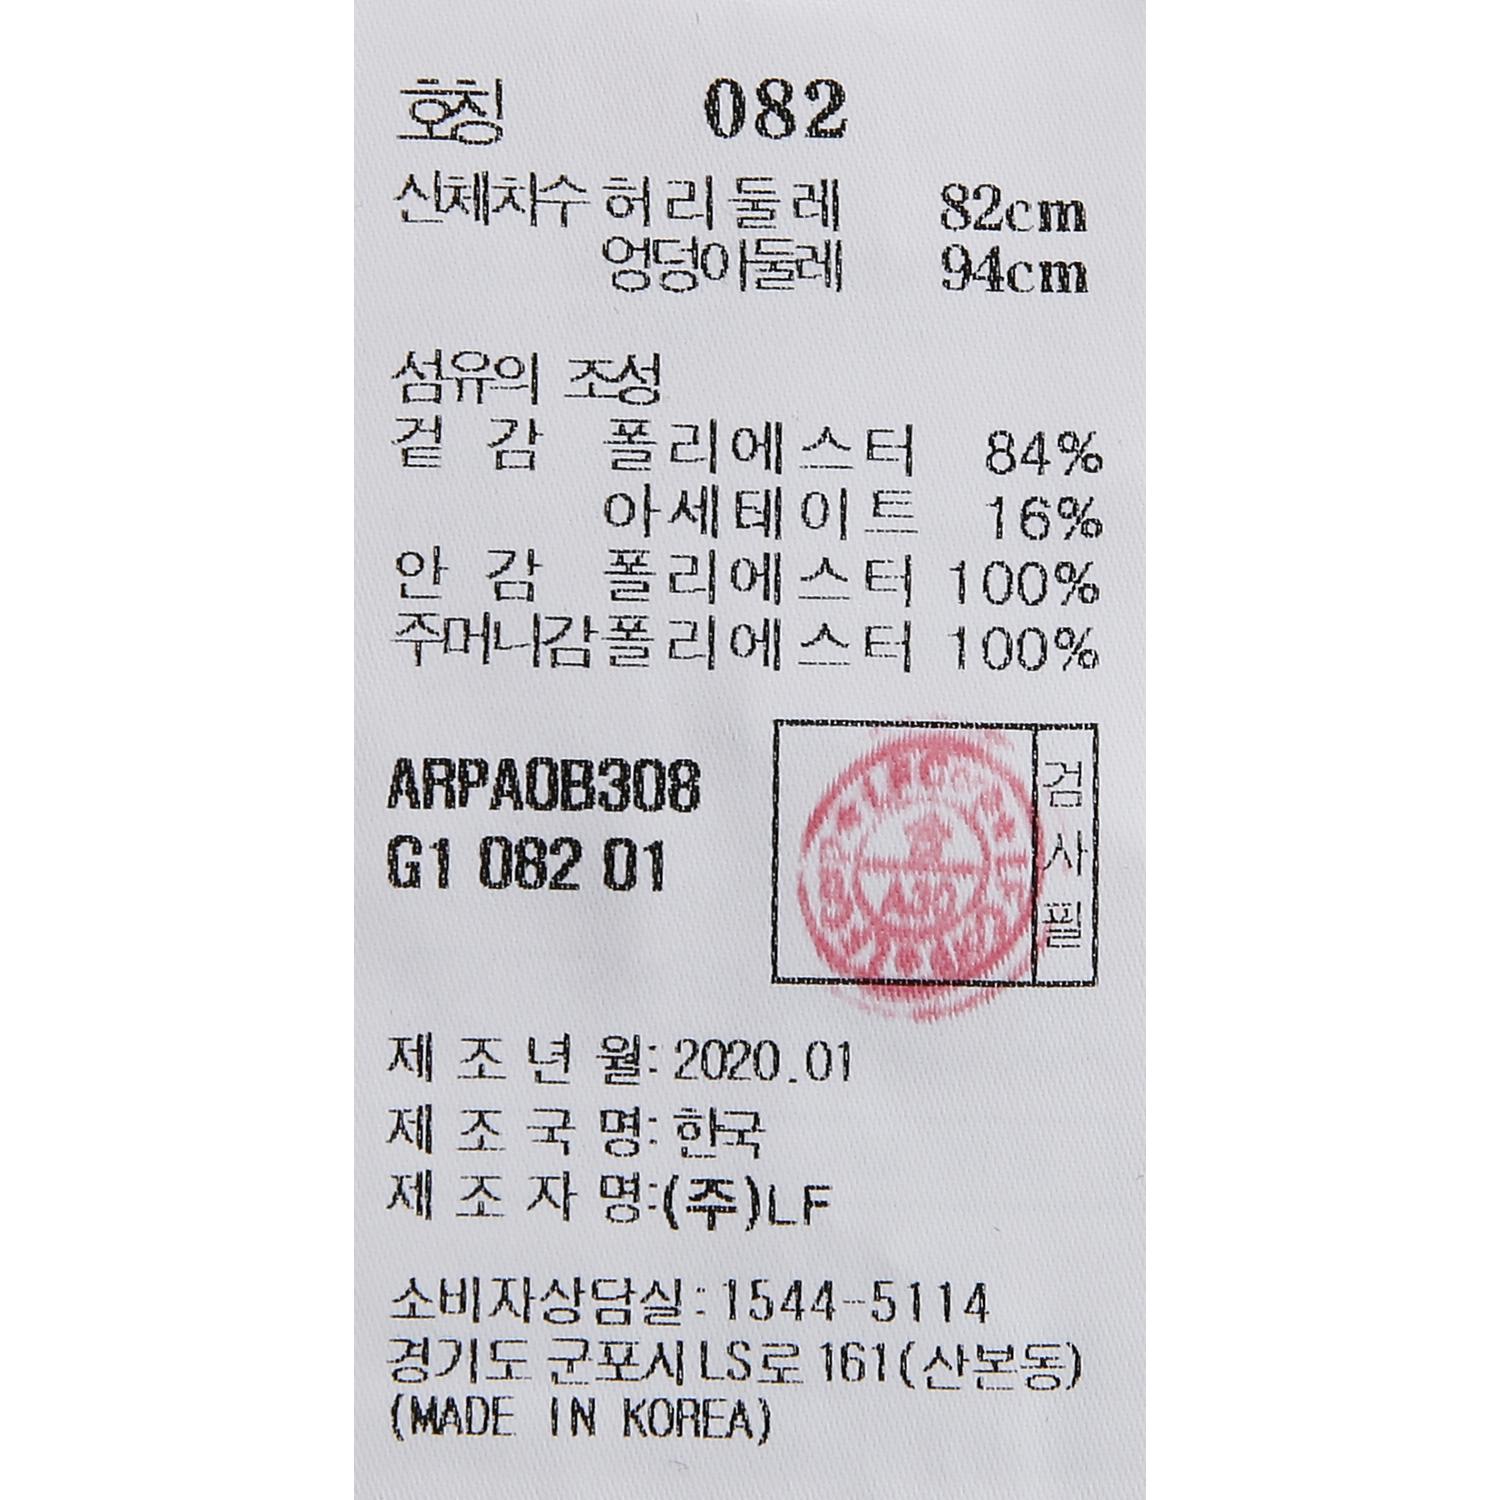 호칭 082
신체치수 허리둘레 82cm
엉덩이둘레 94cm
섬유의 조성
겉 감 폴리에스터 84%
아세테이트 16%
안 감 폴리에스터 100%
주머니감 폴리에스터 100%
ARPA0B308
G1 082 01
검사필
A30
제 조 년 월: 2020.01
제 조 국 명: 한국
제 조 자 명:(주)LF
소비자상담실:1544-5114
경기도 군포시 LS로 161(산본동)
(MADE IN KOREA)